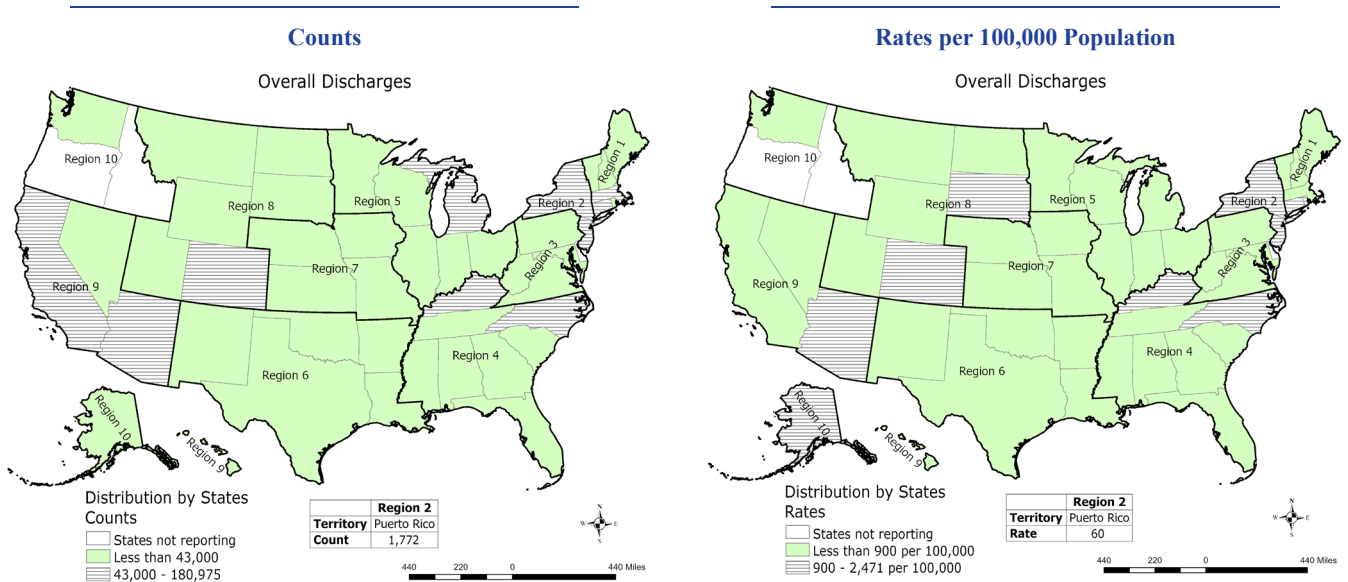 Counts
Overall Discharges
Region 10
Region 8
Region 5
Region 1
Region 2
Region 3
Region 7
Region 9
Region 4
Region 6
Region 10
Region 9
Distribution by States
Counts
States not reporting
Less than 43,000
43,000 - 180,975
Region 2
Territory Puerto Rico
Count 1,772
N
W E
S
440 220 0 440 Miles
Rates per 100,000 Population
Overall Discharges
Region 10
Region 8
Region 5
Region 1
Region 2
Region 3
Region 7
Region 9
Region 4
Region 6
Region 10
Region 9
Distribution by States
Rates
States not reporting
Less than 900 per 100,000
900 - 2,471 per 100,000
Region 2
Territory Puerto Rico
Rate 60
N
W E
S
440 220 0 440 Miles